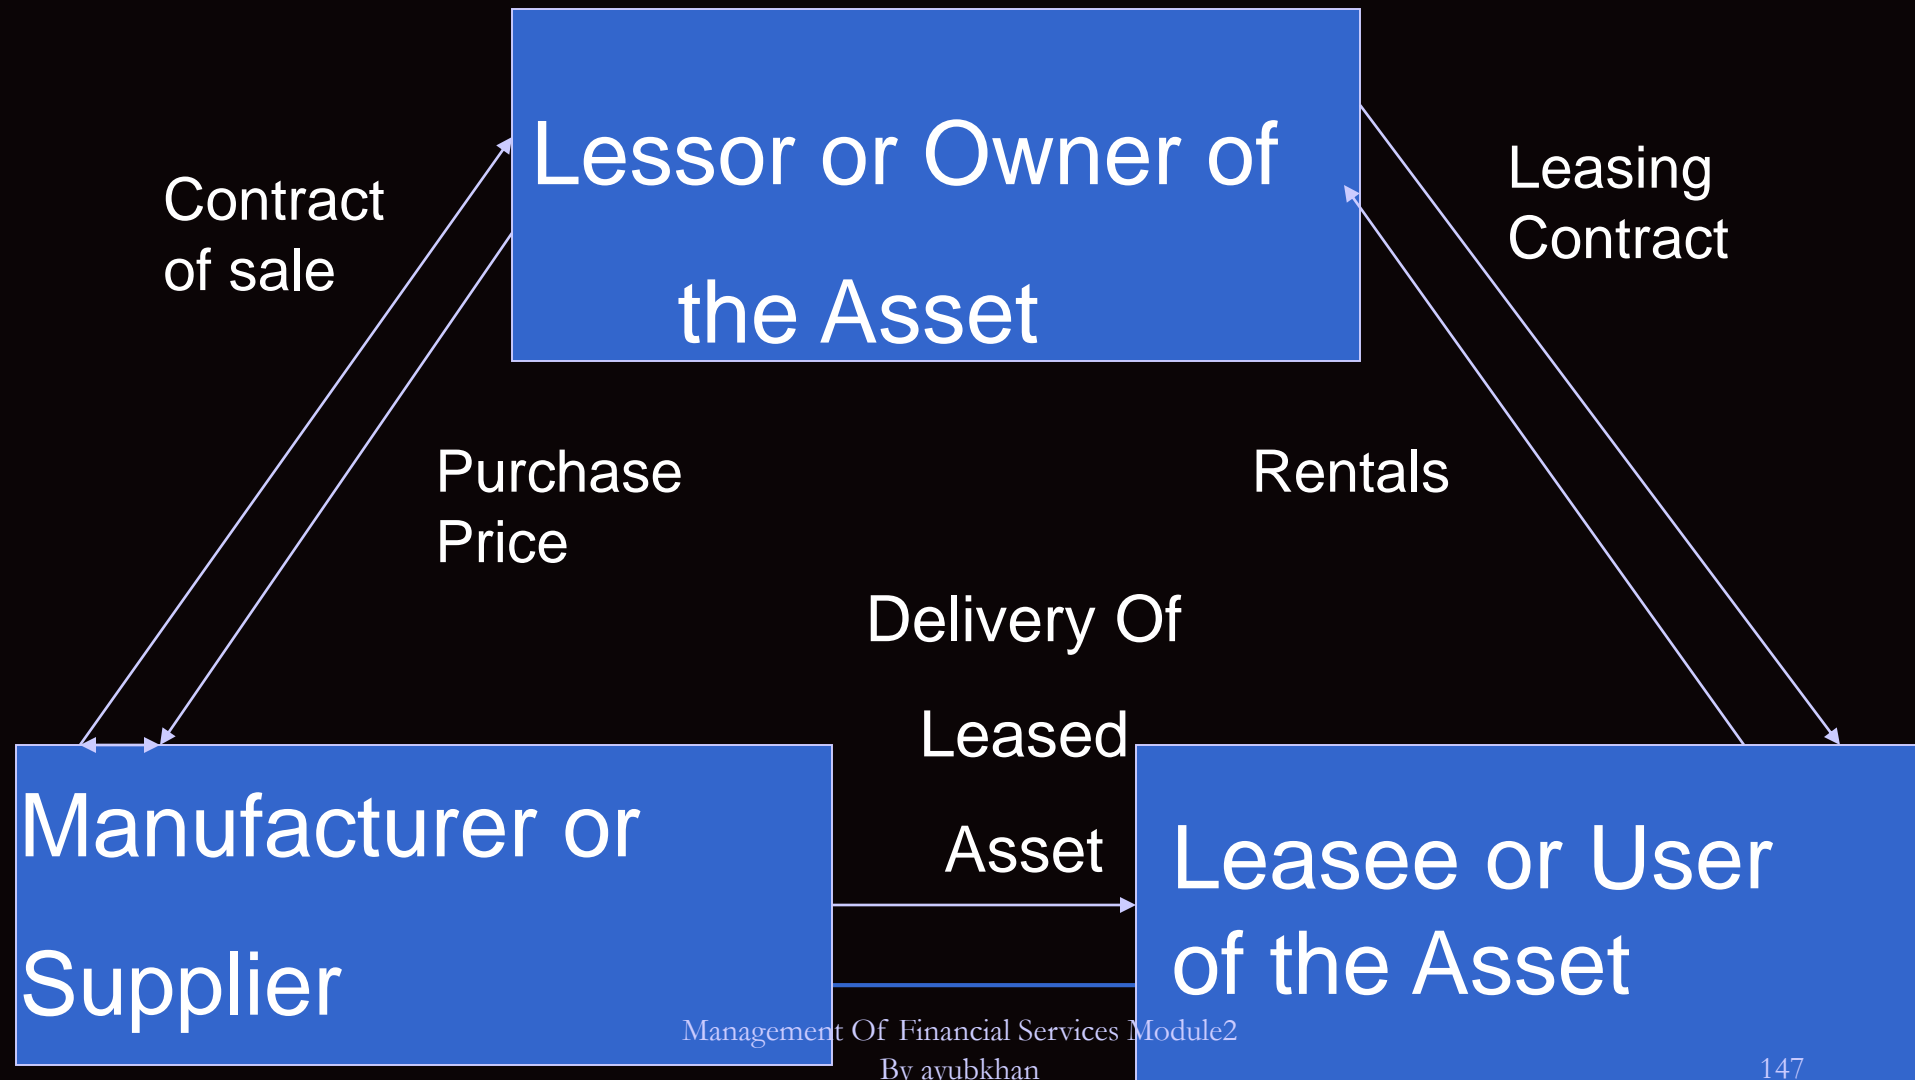 Lessor or Owner of
the Asset
Contract
of sale
Leasing
Contract
Purchase
Price
Rentals
Delivery Of
Leased
Asset
Manufacturer or
Supplier
Leasee or User
of the Asset
Management Of Financial Services Module2
By ayubkhan
147